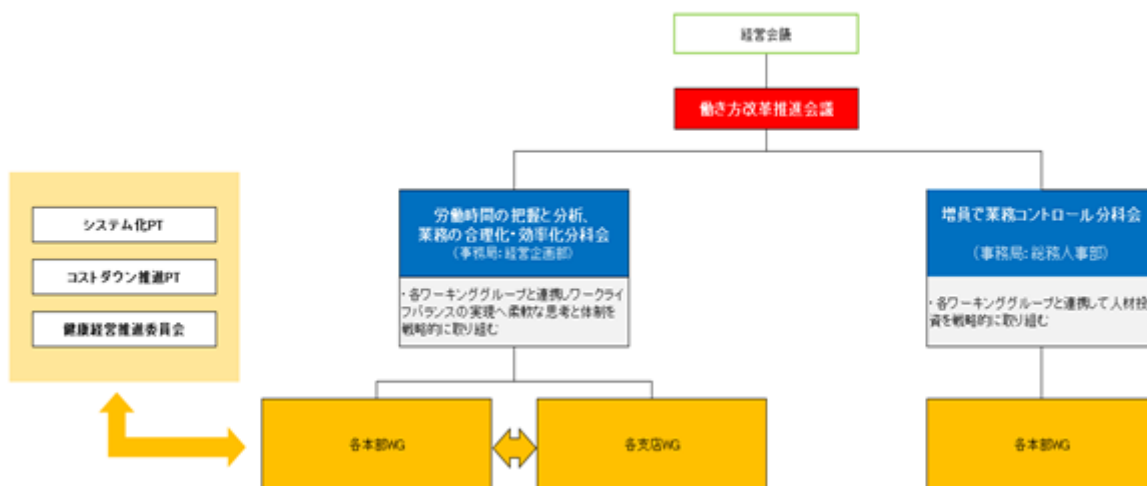 経営会議
働き方改革推進会議
システム化PT
コストダウン推進PT
健康経営推進委員会
労働時間の把握と分析、
業務の合理化・効率化分科会
(事務局:経営企画部)
・各ワーキンググループと連携しワークライ
フバランスの実現へ柔軟な思考と体制を
戦略的に取り組む
増員で業務コントロール分科会
(事務局:総務人事部)
・各ワーキンググループと連携して人材投
資を戦略的に取り組む
各本部WG
各支店WG
各本部WG